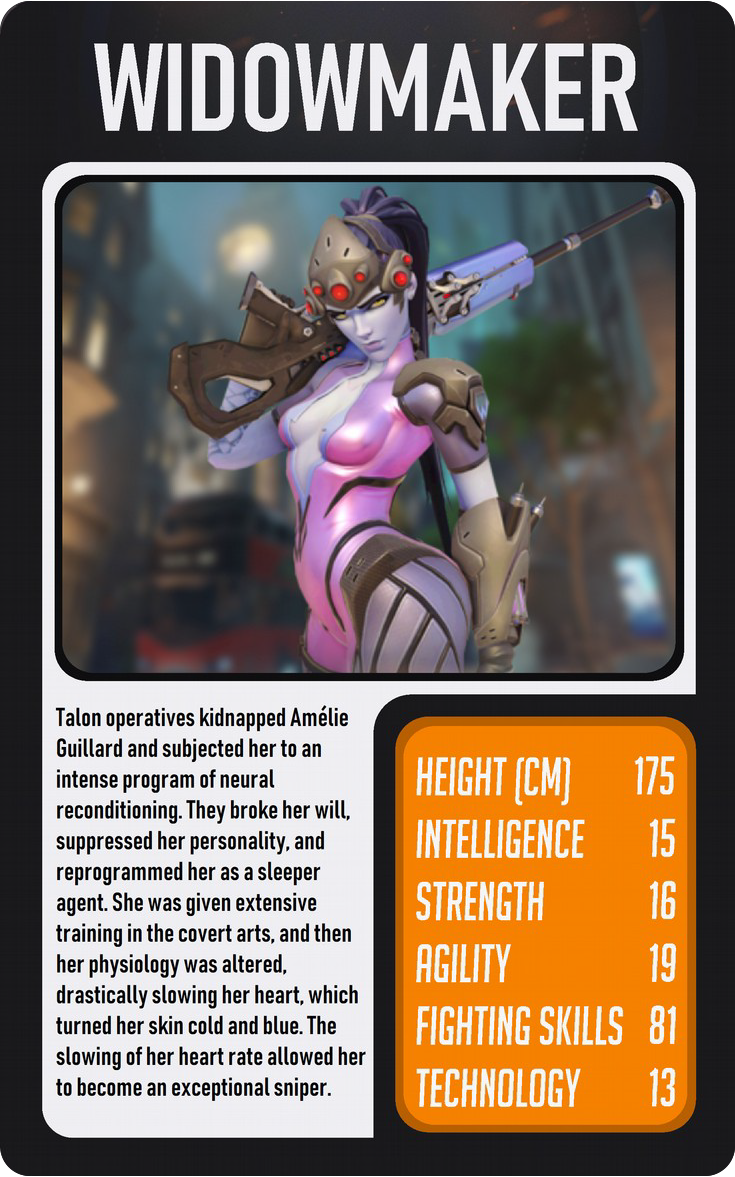 WIDOWMAKER
Talon operatives kidnapped Amélie
Guillard and subjected her to an
intense program of neural
reconditioning. They broke her will,
suppressed her personality, and
reprogrammed her as a sleeper
agent. She was given extensive
training in the covert arts, and then
her physiology was altered,
drastically slowing her heart, which
turned her skin cold and blue. The
slowing of her heart rate allowed her
to become an exceptional sniper.
HEIGHT (CM) 175
INTELLIGENCE 15
STRENGTH 16
AGILITY 19
FIGHTING SKILLS 81
TECHNOLOGY 13